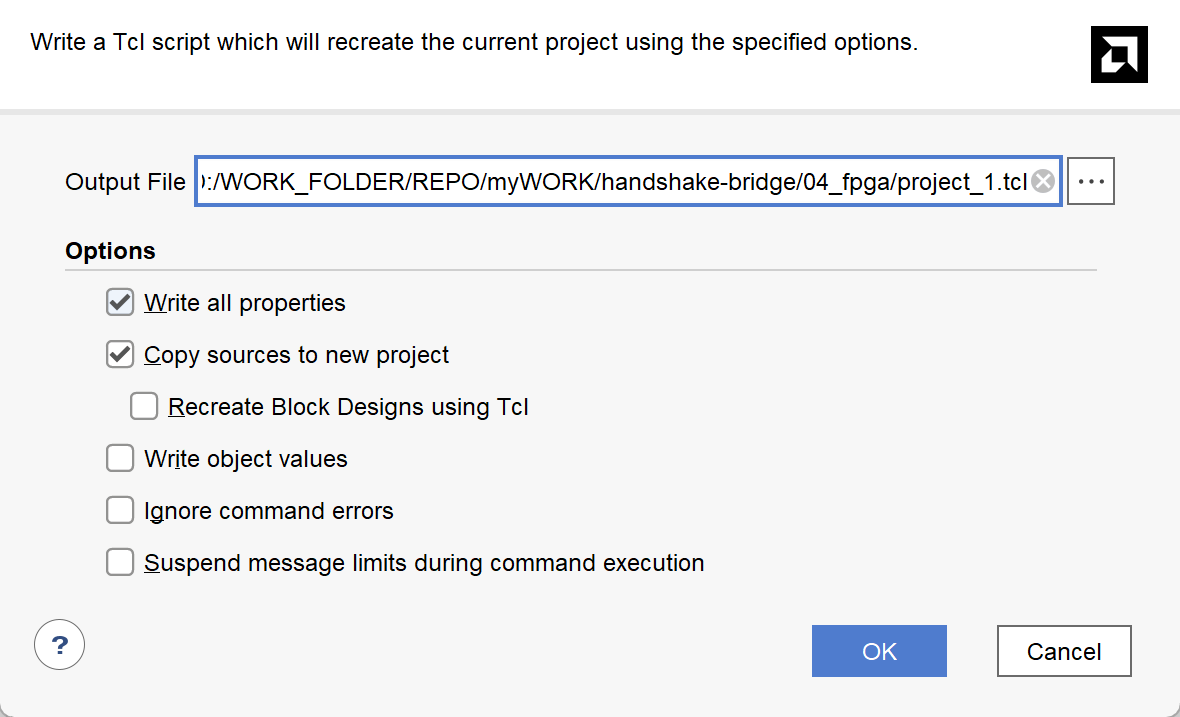 Write a Tcl script which will recreate the current project using the specified options.
Output File :/WORK_FOLDER/REPO/myWORK/handshake-bridge/04_fpga/project_1.tcl
Options
Write all properties
Copy sources to new project
Recreate Block Designs using Tcl
Write object values
Ignore command errors
Suspend message limits during command execution
?
OK Cancel